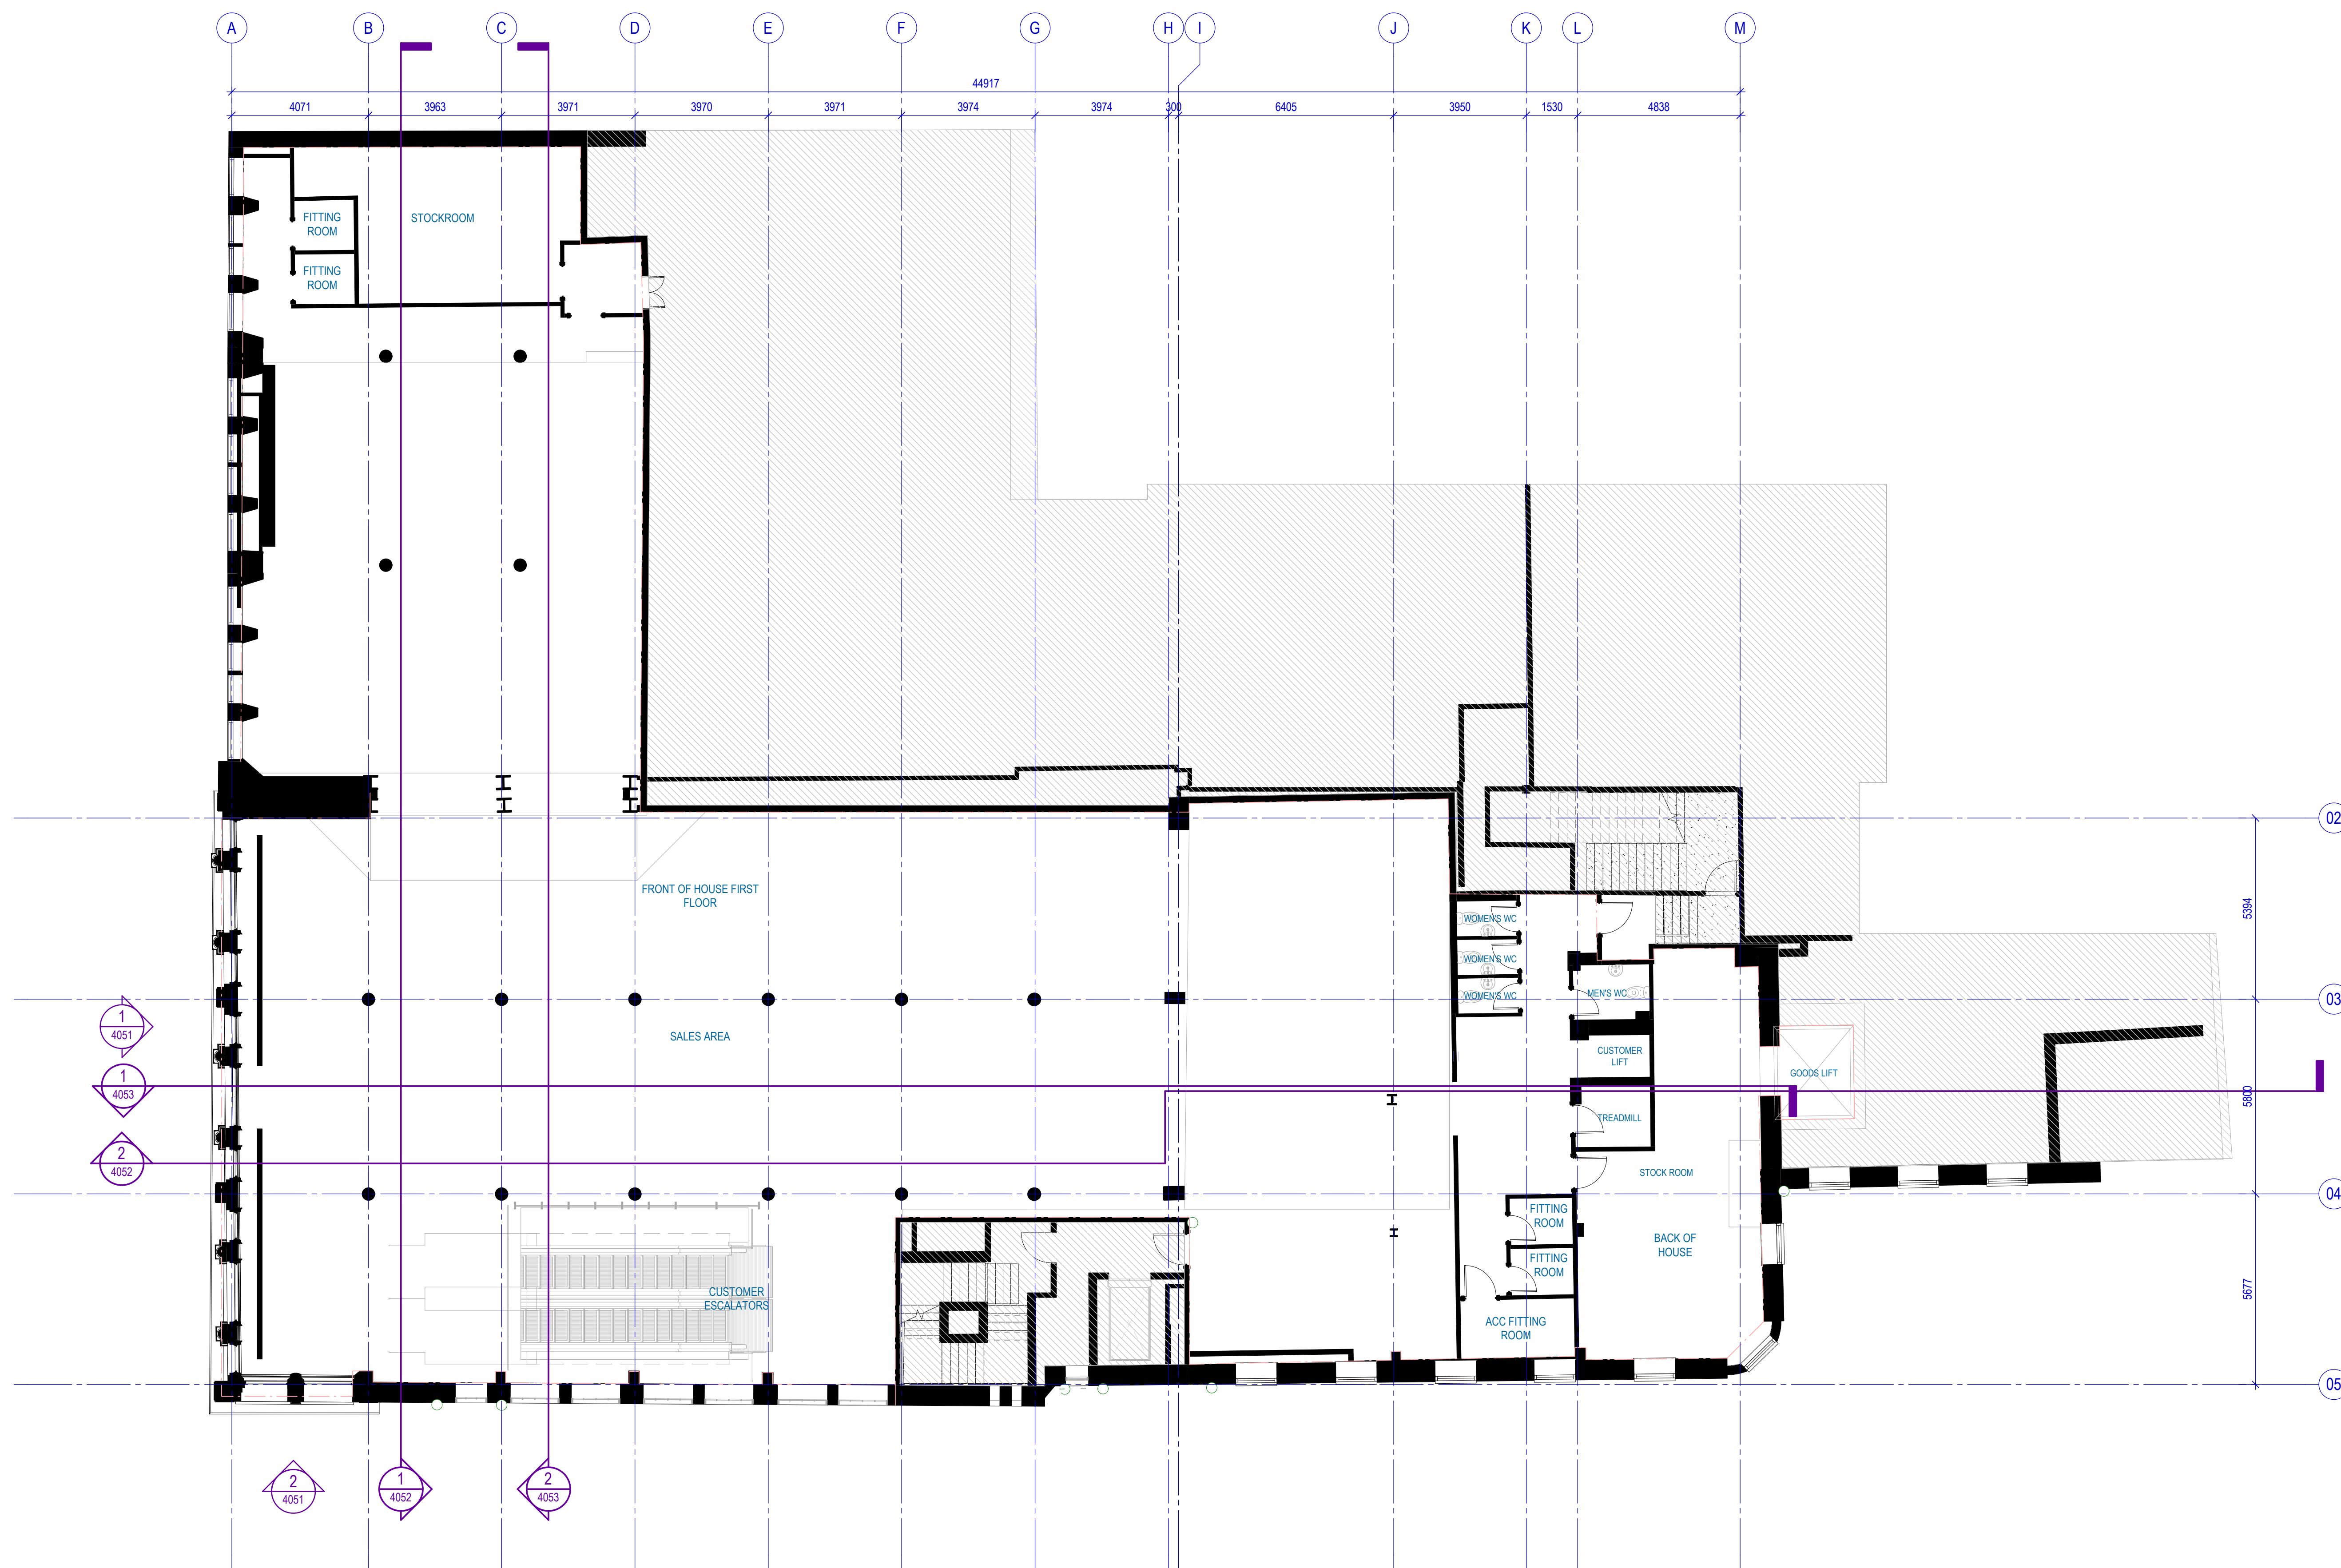 A B C D E F G H I J K L M
44917
4071 3963 3971 3970 3971 3974 3974 300 6405 3950 1530 4838
FITTING
ROOM
STOCKROOM
FITTING
ROOM
02
FRONT OF HOUSE FIRST
FLOOR
5394
WOMEN'S WC
WOMEN'S WC
WOMEN'S WC
MEN'S WC
03
1
4051
SALES AREA
CUSTOMER
LIFT
GOODS LIFT
1
4053
5800
TREADMILL
2
4052
STOCK ROOM
04
FITTING
ROOM
BACK OF
HOUSE
FITTING
ROOM
CUSTOMER
ESCALATORS
5677
ACC FITTING
ROOM
05
2
4051
1
4052
2
4053